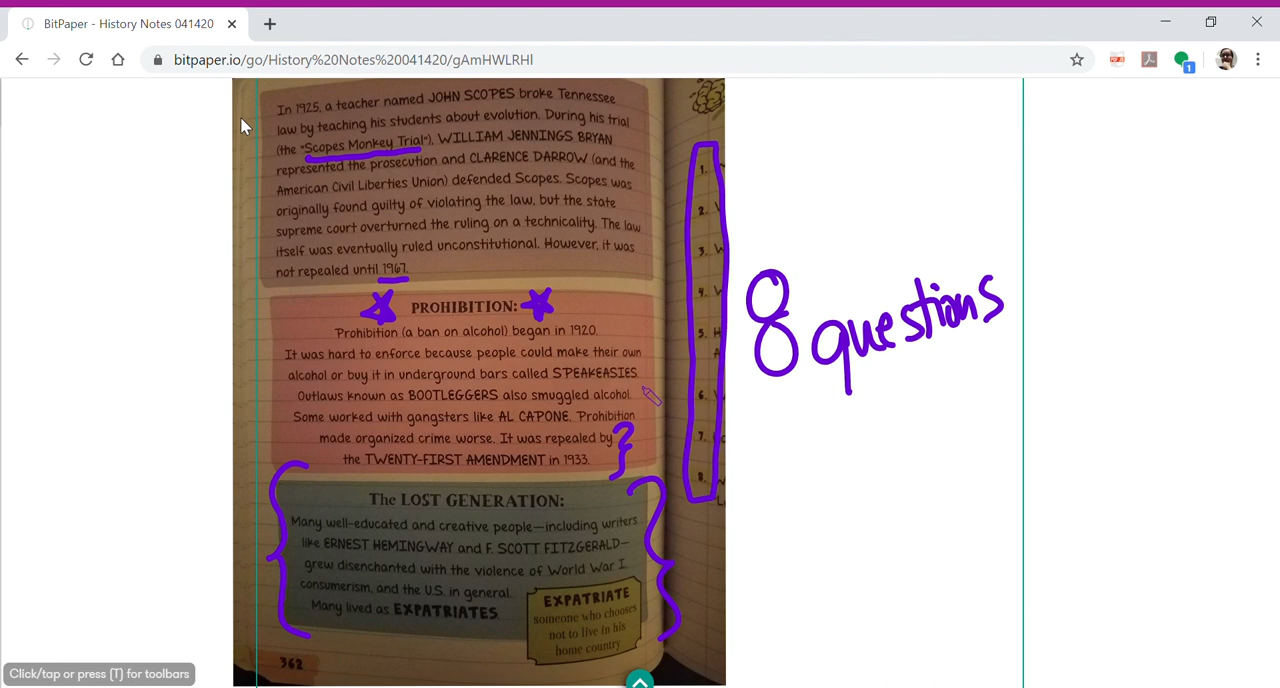 BitPaper - History Notes 041420
bitpaper.io/go/History%20Notes%20041420/gAmHWLRHl
1
In 1925, a teacher named JOHN SCOPES broke Tennessee
law by teaching his students about evolution. During his trial
(the "Scopes Monkey Trial"), WILLIAM JENNINGS BRYAN
represented the prosecution and CLARENCE DARROW (and the
American Civil Liberties Union) defended Scopes. Scopes was
originally found guilty of violating the law, but the state
supreme court overturned the ruling on a technicality. The law
itself was eventually ruled unconstitutional. However, it was
not repealed until 1967.
PROHIBITION:
Prohibition (a ban on alcohol) began in 1920.
It was hard to enforce because people could make their own
alcohol or buy it in underground bars called SPEAKEASIES.
Outlaws known as BOOTLEGGERS also smuggled alcohol.
Some worked with gangsters like AL CAPONE. Prohibition
made organized crime worse. It was repealed by
the TWENTY-FIRST AMENDMENT in 1933.
The LOST GENERATION:
Many well-educated and creative people—including writers
like ERNEST HEMINGWAY and F. SCOTT FITZGERALD—
grew disenchanted with the violence of World War I,
consumerism, and the U.S. in general.
Many lived as EXPATRIATES.
EXPATRIATE
someone who chooses
not to live in his
home country
362
1.
2.
3.
4.
5.
6.
7.
8.
8 questions
Click/tap or press (T) for toolbars